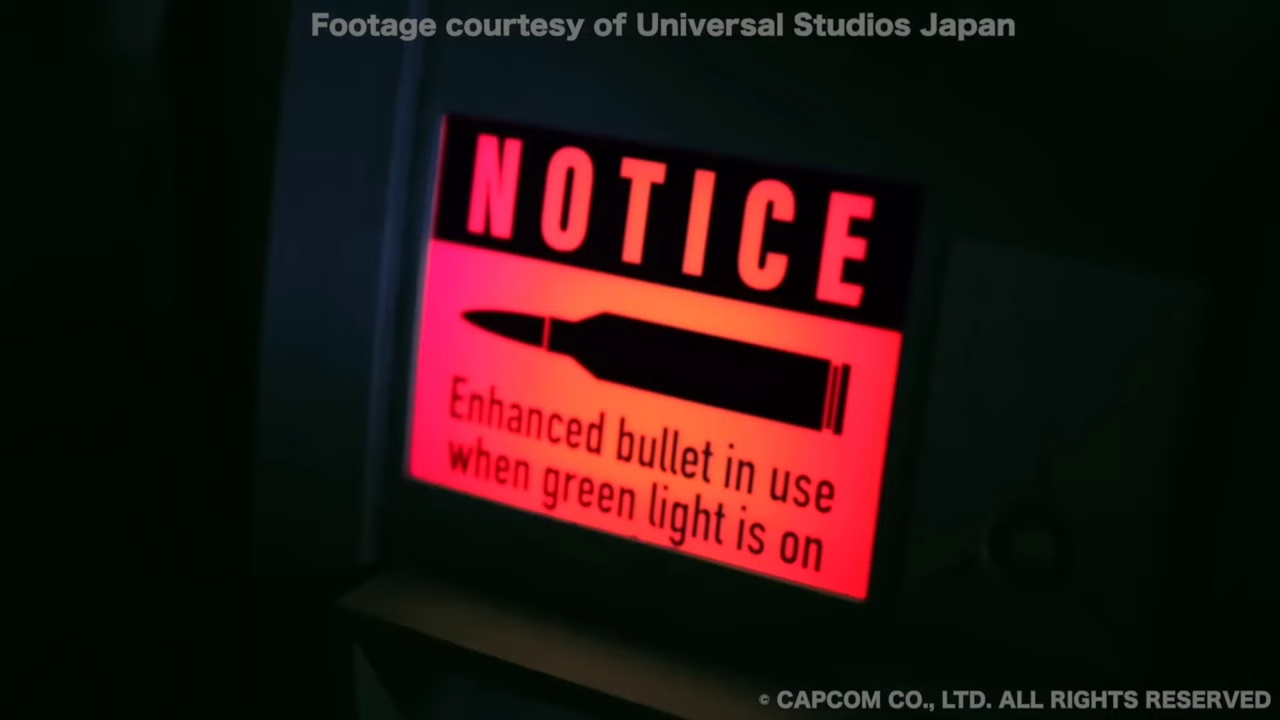 Footage courtesy of Universal Studios Japan
NOTICE
Enhanced bullet in use
when green light is on
© CAPCOM CO., LTD. ALL RIGHTS RESERVED